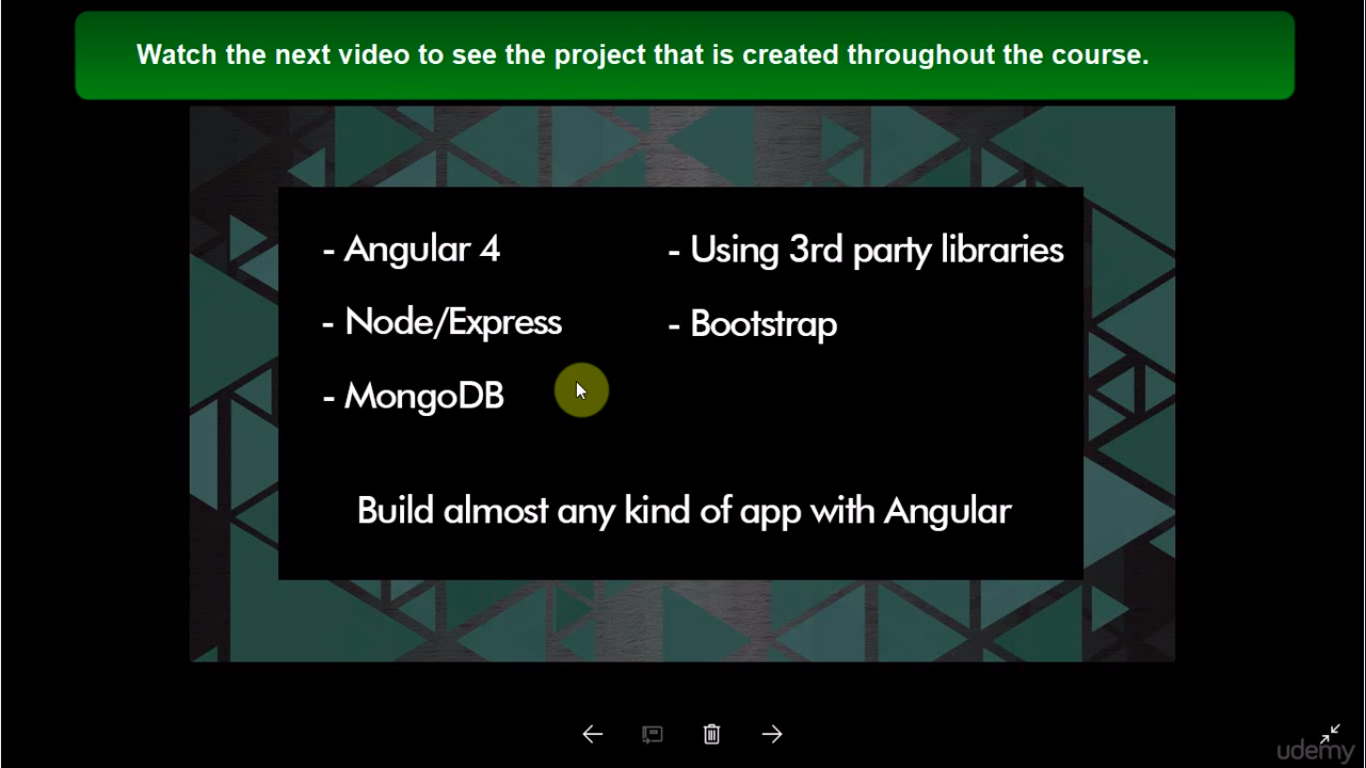 Watch the next video to see the project that is created throughout the course.
- Angular 4
- Node/Express
- MongoDB
- Using 3rd party libraries
- Bootstrap
Build almost any kind of app with Angular
udemy